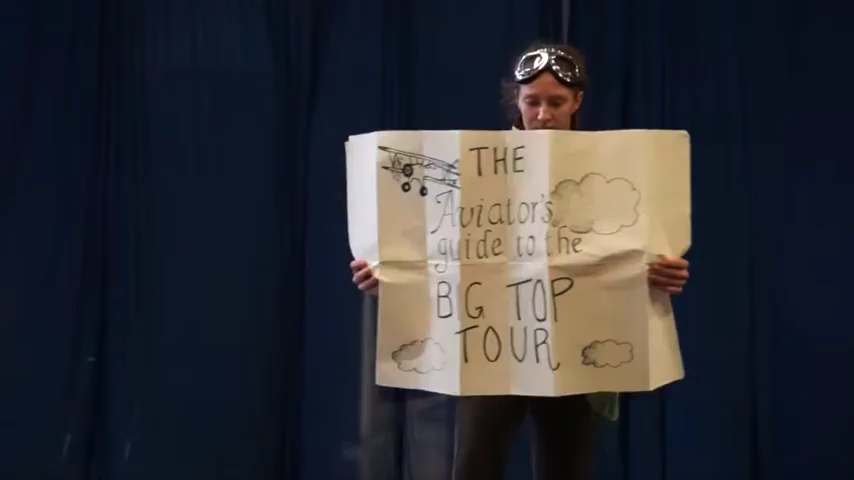 THE
Aviator's
guide to the
BIG TOP
TOUR